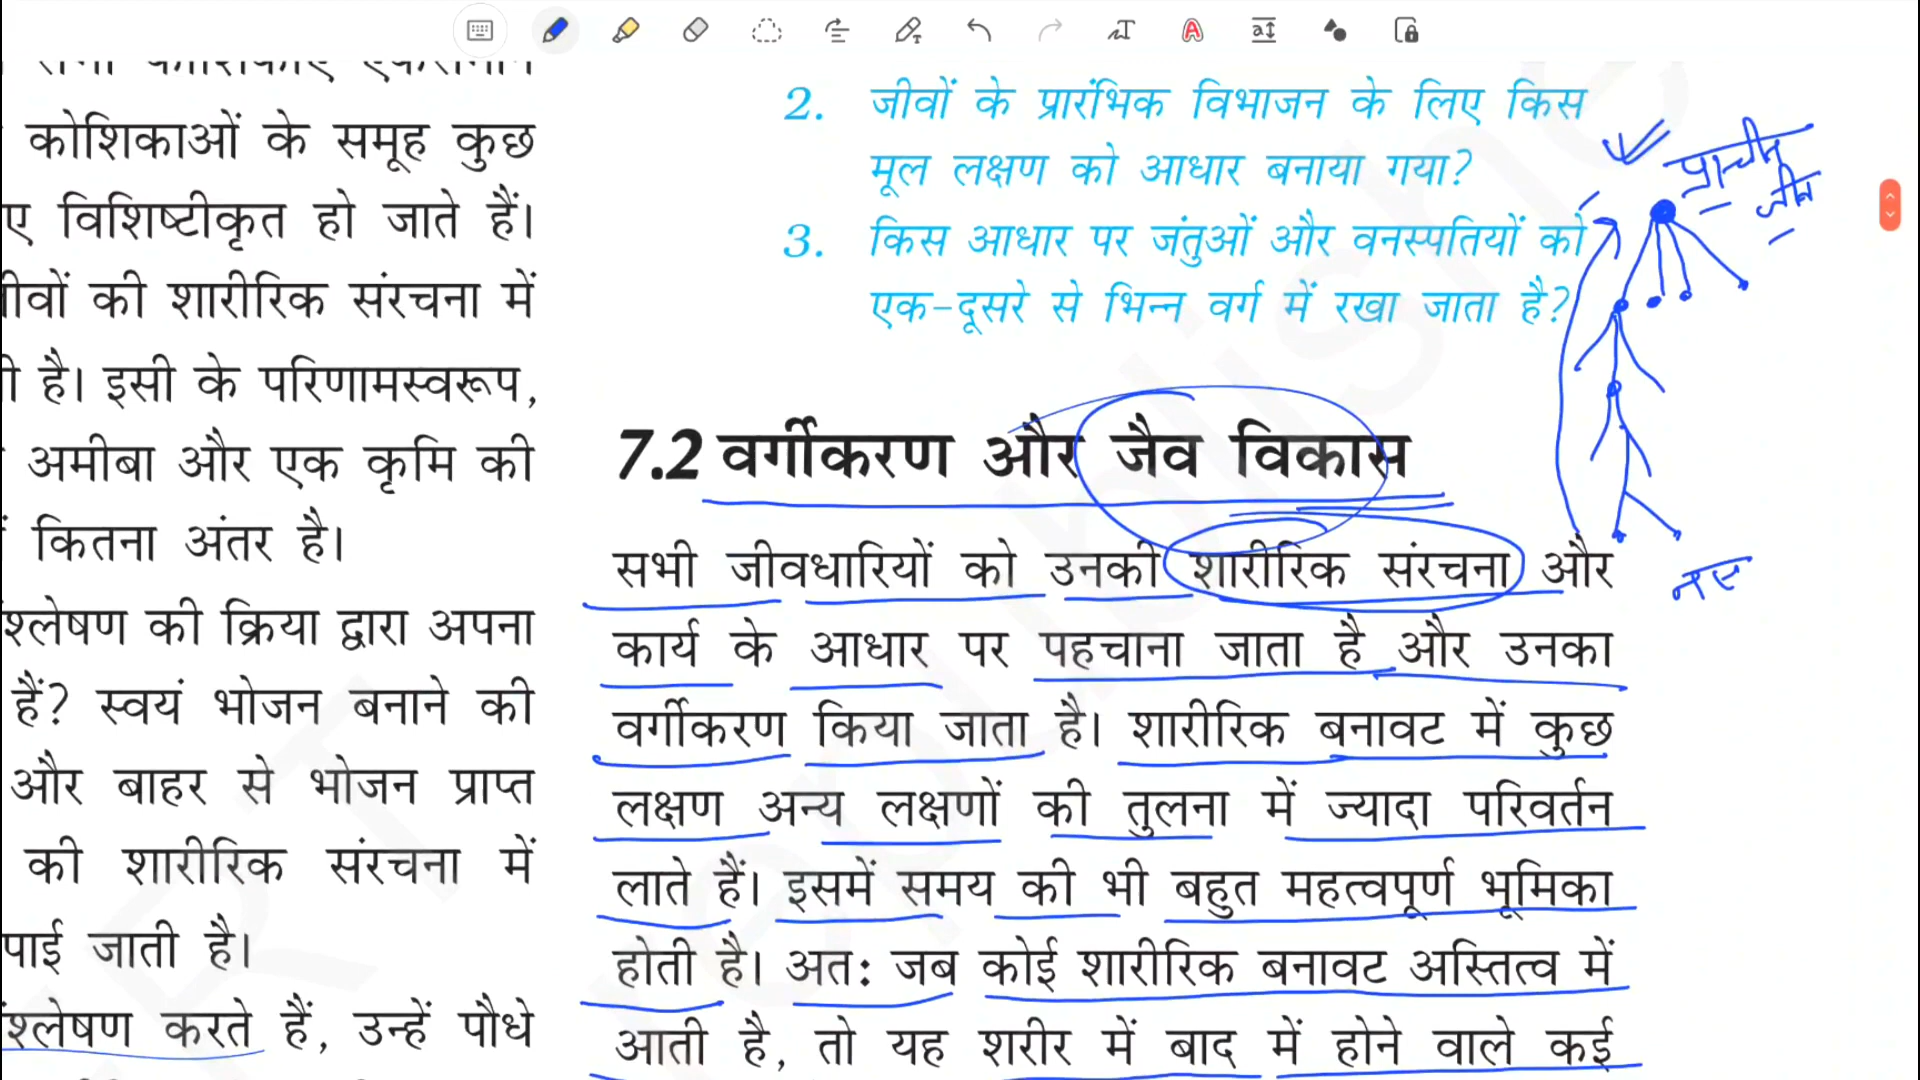 कोशिकाओं के समूह कुछ
ए विशिष्टीकृत हो जाते हैं।
ीवों की शारीरिक संरचना में
ी है। इसी के परिणामस्वरूप,
अमीबा और एक कृमि की
कितना अंतर है।
श्लेषण की क्रिया द्वारा अपना
हैं? स्वयं भोजन बनाने की
और बाहर से भोजन प्राप्त
की शारीरिक संरचना में
पाई जाती है।
श्लेषण करते हैं, उन्हें पौधे
2. जीवों के प्रारंभिक विभाजन के लिए किस
मूल लक्षण को आधार बनाया गया?
3. किस आधार पर जंतुओं और वनस्पतियों को
एक-दूसरे से भिन्न वर्ग में रखा जाता है?
7.2 वर्गीकरण और जैव विकास
सभी जीवधारियों को उनकी शारीरिक संरचना और
कार्य के आधार पर पहचाना जाता है और उनका
वर्गीकरण किया जाता है। शारीरिक बनावट में कुछ
लक्षण अन्य लक्षणों की तुलना में ज्यादा परिवर्तन
लाते हैं। इसमें समय की भी बहुत महत्वपूर्ण भूमिका
होती है। अतः जब कोई शारीरिक बनावट अस्तित्व में
आती है, तो यह शरीर में बाद में होने वाले कई
प्राचीन
जीव
नए